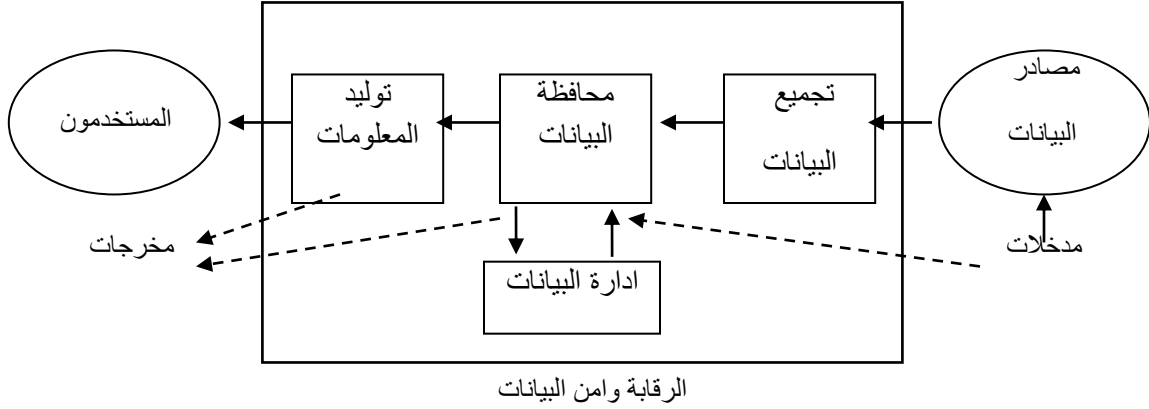 مصادر
البيانات
تجميع
البيانات
محافظة
البيانات
توليد
المعلومات
المستخدمون
مدخلات
مخرجات
ادارة البيانات
الرقابة وامن البيانات